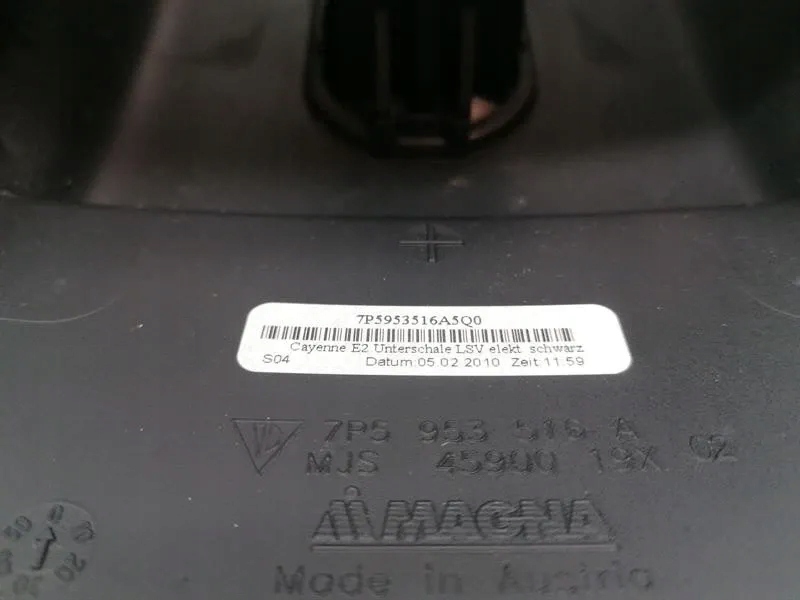 7P5953516A5Q0
Cayenne E2 Unterschale LSV elekt. schwarz
S04 Datum:05.02.2010 Zeit:11:59
7P5 953 516 A
MJS 45900 19X 02
MAGNA
Made in Austria